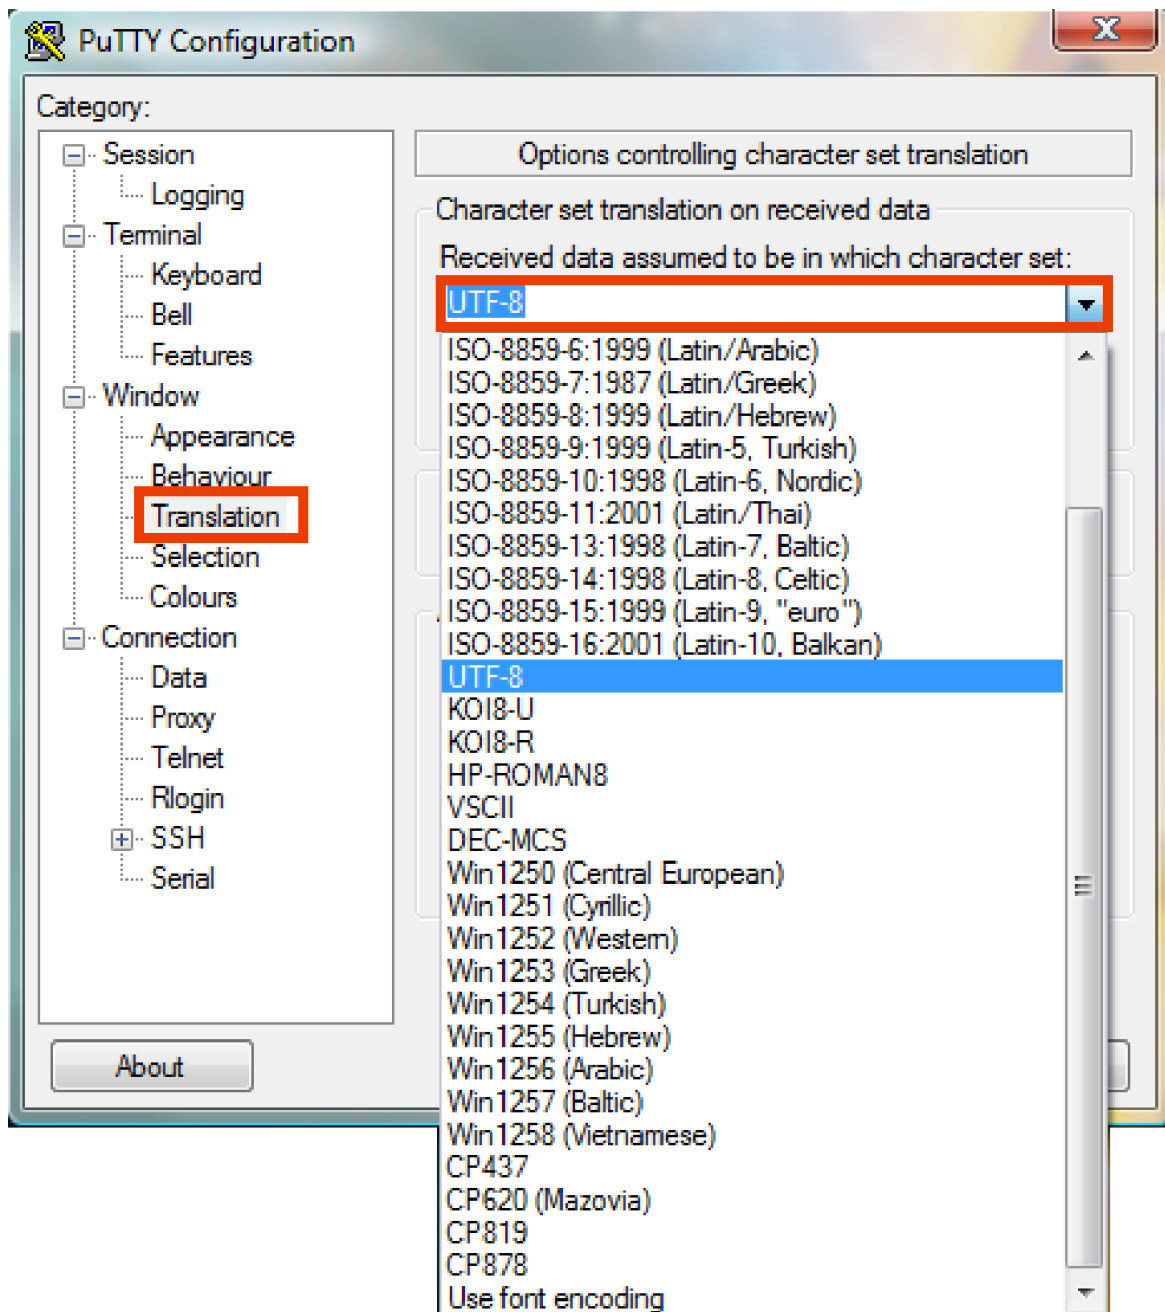 PuTTY Configuration
X
Category:
Session
Logging
Terminal
Keyboard
Bell
Features
Window
Appearance
Behaviour
Translation
Selection
Colours
Connection
Data
Proxy
Telnet
Rlogin
SSH
Serial
About
Options controlling character set translation
Character set translation on received data
Received data assumed to be in which character set:
UTF-8
ISO-8859-6:1999 (Latin/Arabic)
ISO-8859-7:1987 (Latin/Greek)
ISO-8859-8:1999 (Latin/Hebrew)
ISO-8859-9:1999 (Latin-5, Turkish)
ISO-8859-10:1998 (Latin-6, Nordic)
ISO-8859-11:2001 (Latin/Thai)
ISO-8859-13:1998 (Latin-7, Baltic)
ISO-8859-14:1998 (Latin-8, Celtic)
ISO-8859-15:1999 (Latin-9, "euro")
ISO-8859-16:2001 (Latin-10, Balkan)
UTF-8
KOI8-U
KOI8-R
HP-ROMAN8
VSCII
DEC-MCS
Win1250 (Central European)
Win1251 (Cyrillic)
Win1252 (Western)
Win1253 (Greek)
Win1254 (Turkish)
Win1255 (Hebrew)
Win1256 (Arabic)
Win1257 (Baltic)
Win1258 (Vietnamese)
CP437
CP620 (Mazovia)
CP819
CP878
Use font encoding